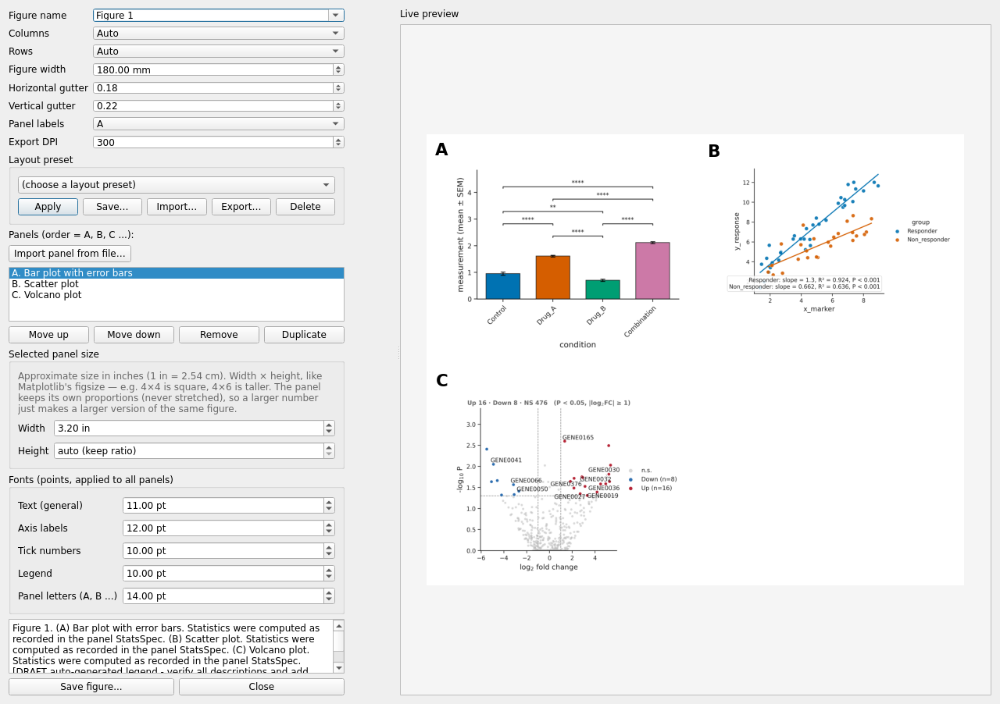 Figure name
Figure 1
Columns
Auto
Rows
Auto
Figure width
180.00 mm
Horizontal gutter
0.18
Vertical gutter
0.22
Panel labels
A
Export DPI
300
Layout preset
(choose a layout preset)
Apply
Save...
Import...
Export...
Delete
Panels (order = A, B, C ...):
Import panel from file...
A. Bar plot with error bars
B. Scatter plot
C. Volcano plot
Move up
Move down
Remove
Duplicate
Selected panel size
Approximate size in inches (1 in = 2.54 cm). Width × height, like
Matplotlib's figsize — e.g. 4×4 is square, 4×6 is taller. The panel
keeps its own proportions (never stretched), so a larger number
just makes a larger version of the same figure.
Width
3.20 in
Height
auto (keep ratio)
Fonts (points, applied to all panels)
Text (general)
11.00 pt
Axis labels
12.00 pt
Tick numbers
10.00 pt
Legend
10.00 pt
Panel letters (A, B ...)
14.00 pt
Figure 1. (A) Bar plot with error bars. Statistics were computed as
recorded in the panel StatsSpec. (B) Scatter plot. Statistics were
computed as recorded in the panel StatsSpec. (C) Volcano plot.
Statistics were computed as recorded in the panel StatsSpec.
[DRAFT auto-generated legend - verify all descriptions and add
Save figure...
Close
Live preview
A
measurement (mean ± SEM)
4
3
2
1
0
****
****
**
****
****
****
Control
Drug_A
Drug_B
Combination
condition
B
y_response
12
10
8
6
4
Responder: slope = 1.3, R² = 0.924, P < 0.001
Non_responder: slope = 0.662, R² = 0.636, P < 0.001
2
4
6
8
x_marker
group
Responder
Non_responder
C
Up 16 · Down 8 · NS 476 (P < 0.05, |log₂FC| ≥ 1)
-log₁₀ P
3.0
2.5
2.0
1.5
1.0
0.5
0.0
GENE0165
GENE0041
GENE0030
GENE0066
GENE0032
GENE0376
GENE0050
GENE0036
GENE0027
GENE0019
−6
−4
−2
0
2
4
log₂ fold change
n.s.
Down (n=8)
Up (n=16)